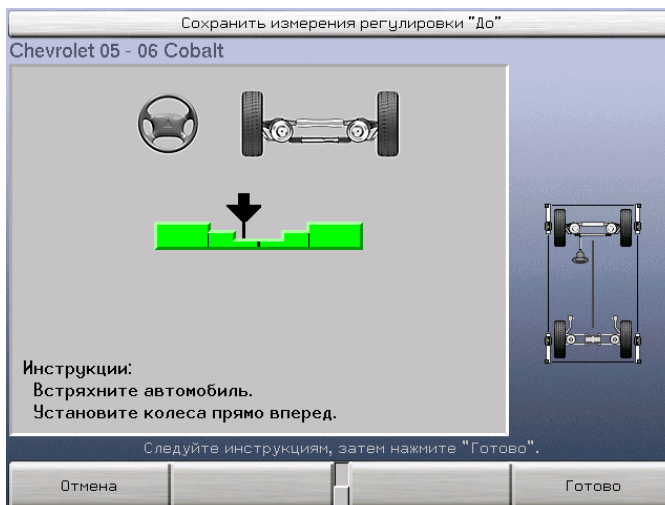 Сохранить измерения регулировки "До"
Chevrolet 05 - 06 Cobalt
Инструкции:
Встряхните автомобиль.
Установите колеса прямо вперед.
Следуйте инструкциям, затем нажмите "Готово".
Отмена
Готово